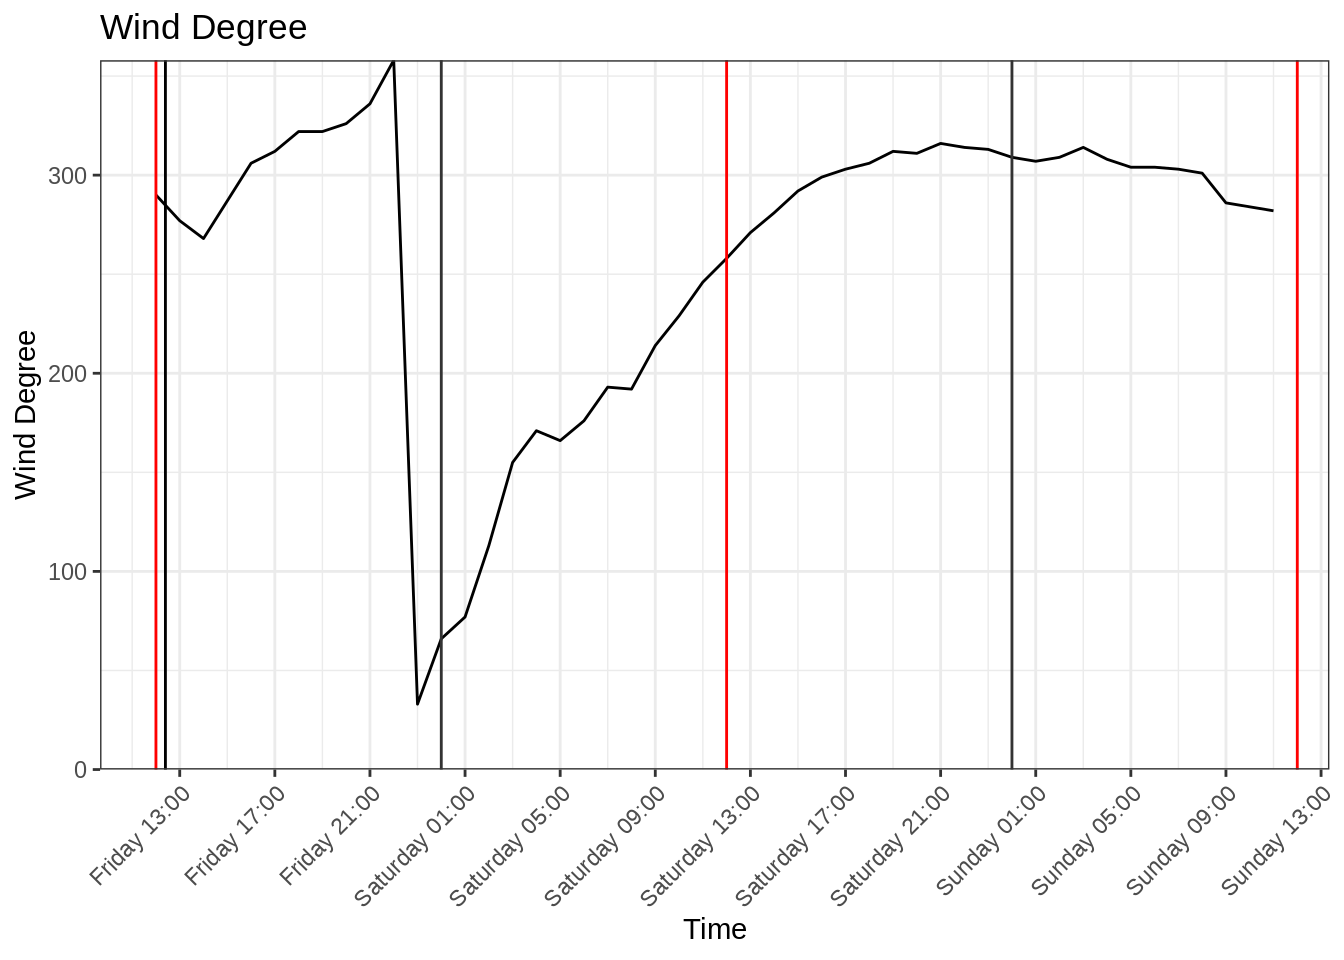 Wind Degree
Wind Degree
300
200
100
0
Friday 13:00
Friday 17:00
Friday 21:00
Saturday 01:00
Saturday 05:00
Saturday 09:00
Saturday 13:00
Saturday 17:00
Saturday 21:00
Sunday 01:00
Sunday 05:00
Sunday 09:00
Sunday 13:00
Time